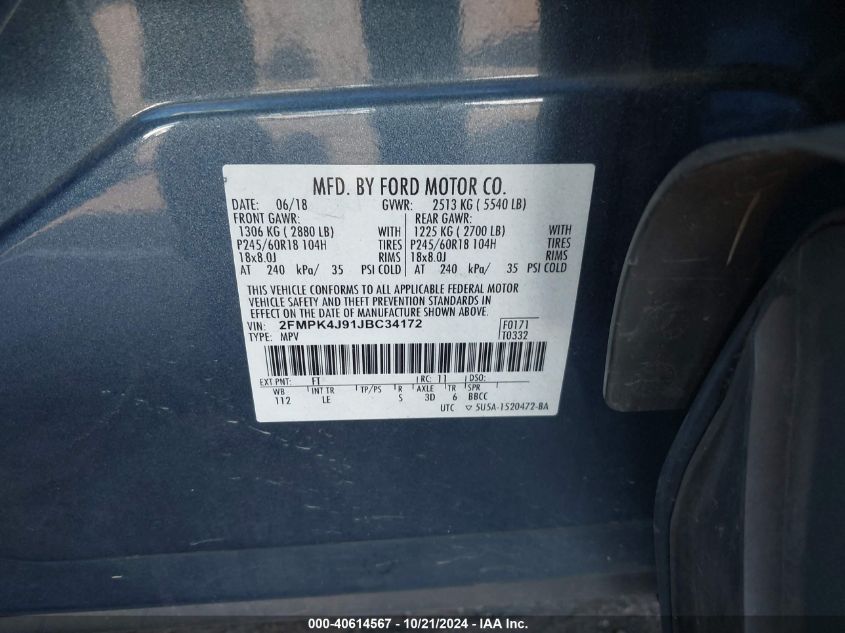 MFD. BY FORD MOTOR CO.
DATE: 06/18 GVWR: 2513 KG ( 5540 LB)
FRONT GAWR: REAR GAWR:
1306 KG ( 2880 LB) WITH 1225 KG ( 2700 LB) WITH
P245/60R18 104H TIRES P245/60R18 104H TIRES
18x8.0J RIMS 18x8.0J RIMS
AT 240 kPa/ 35 PSI COLD AT 240 kPa/ 35 PSI COLD
THIS VEHICLE CONFORMS TO ALL APPLICABLE FEDERAL MOTOR
VEHICLE SAFETY AND THEFT PREVENTION STANDARDS IN
EFFECT ON THE DATE OF MANUFACTURE SHOWN ABOVE.
VIN: 2FMPK4J91JBC34172 F0171
TYPE: MPV T0332
EXT PNT: FT RC: 11 DSO:
WB INT TR TP/PS R AXLE TR SPR
112 LE S 3D 6 BBCC
UTC ▽ 5U5A-1520472-BA
000-40614567 - 10/21/2024 - IAAI Inc.